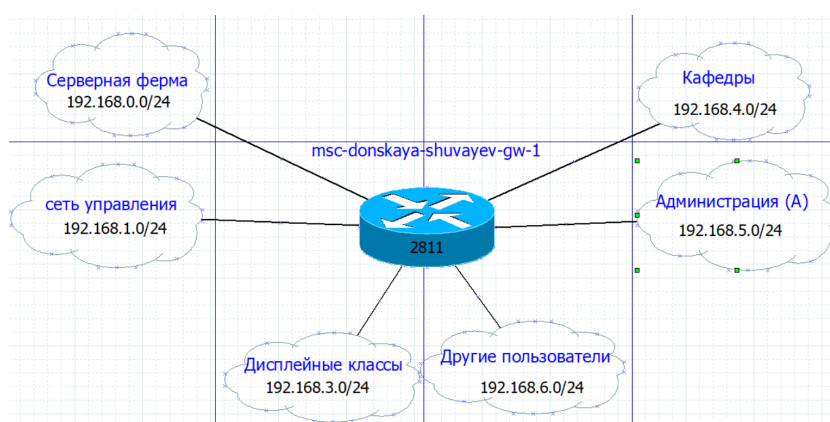 Серверная ферма
192.168.0.0/24
Кафедры
192.168.4.0/24
msc-donskaya-shuvayev-gw-1
сеть управления
192.168.1.0/24
Администрация (А)
192.168.5.0/24
2811
Дисплейные классы
192.168.3.0/24
Другие пользователи
192.168.6.0/24